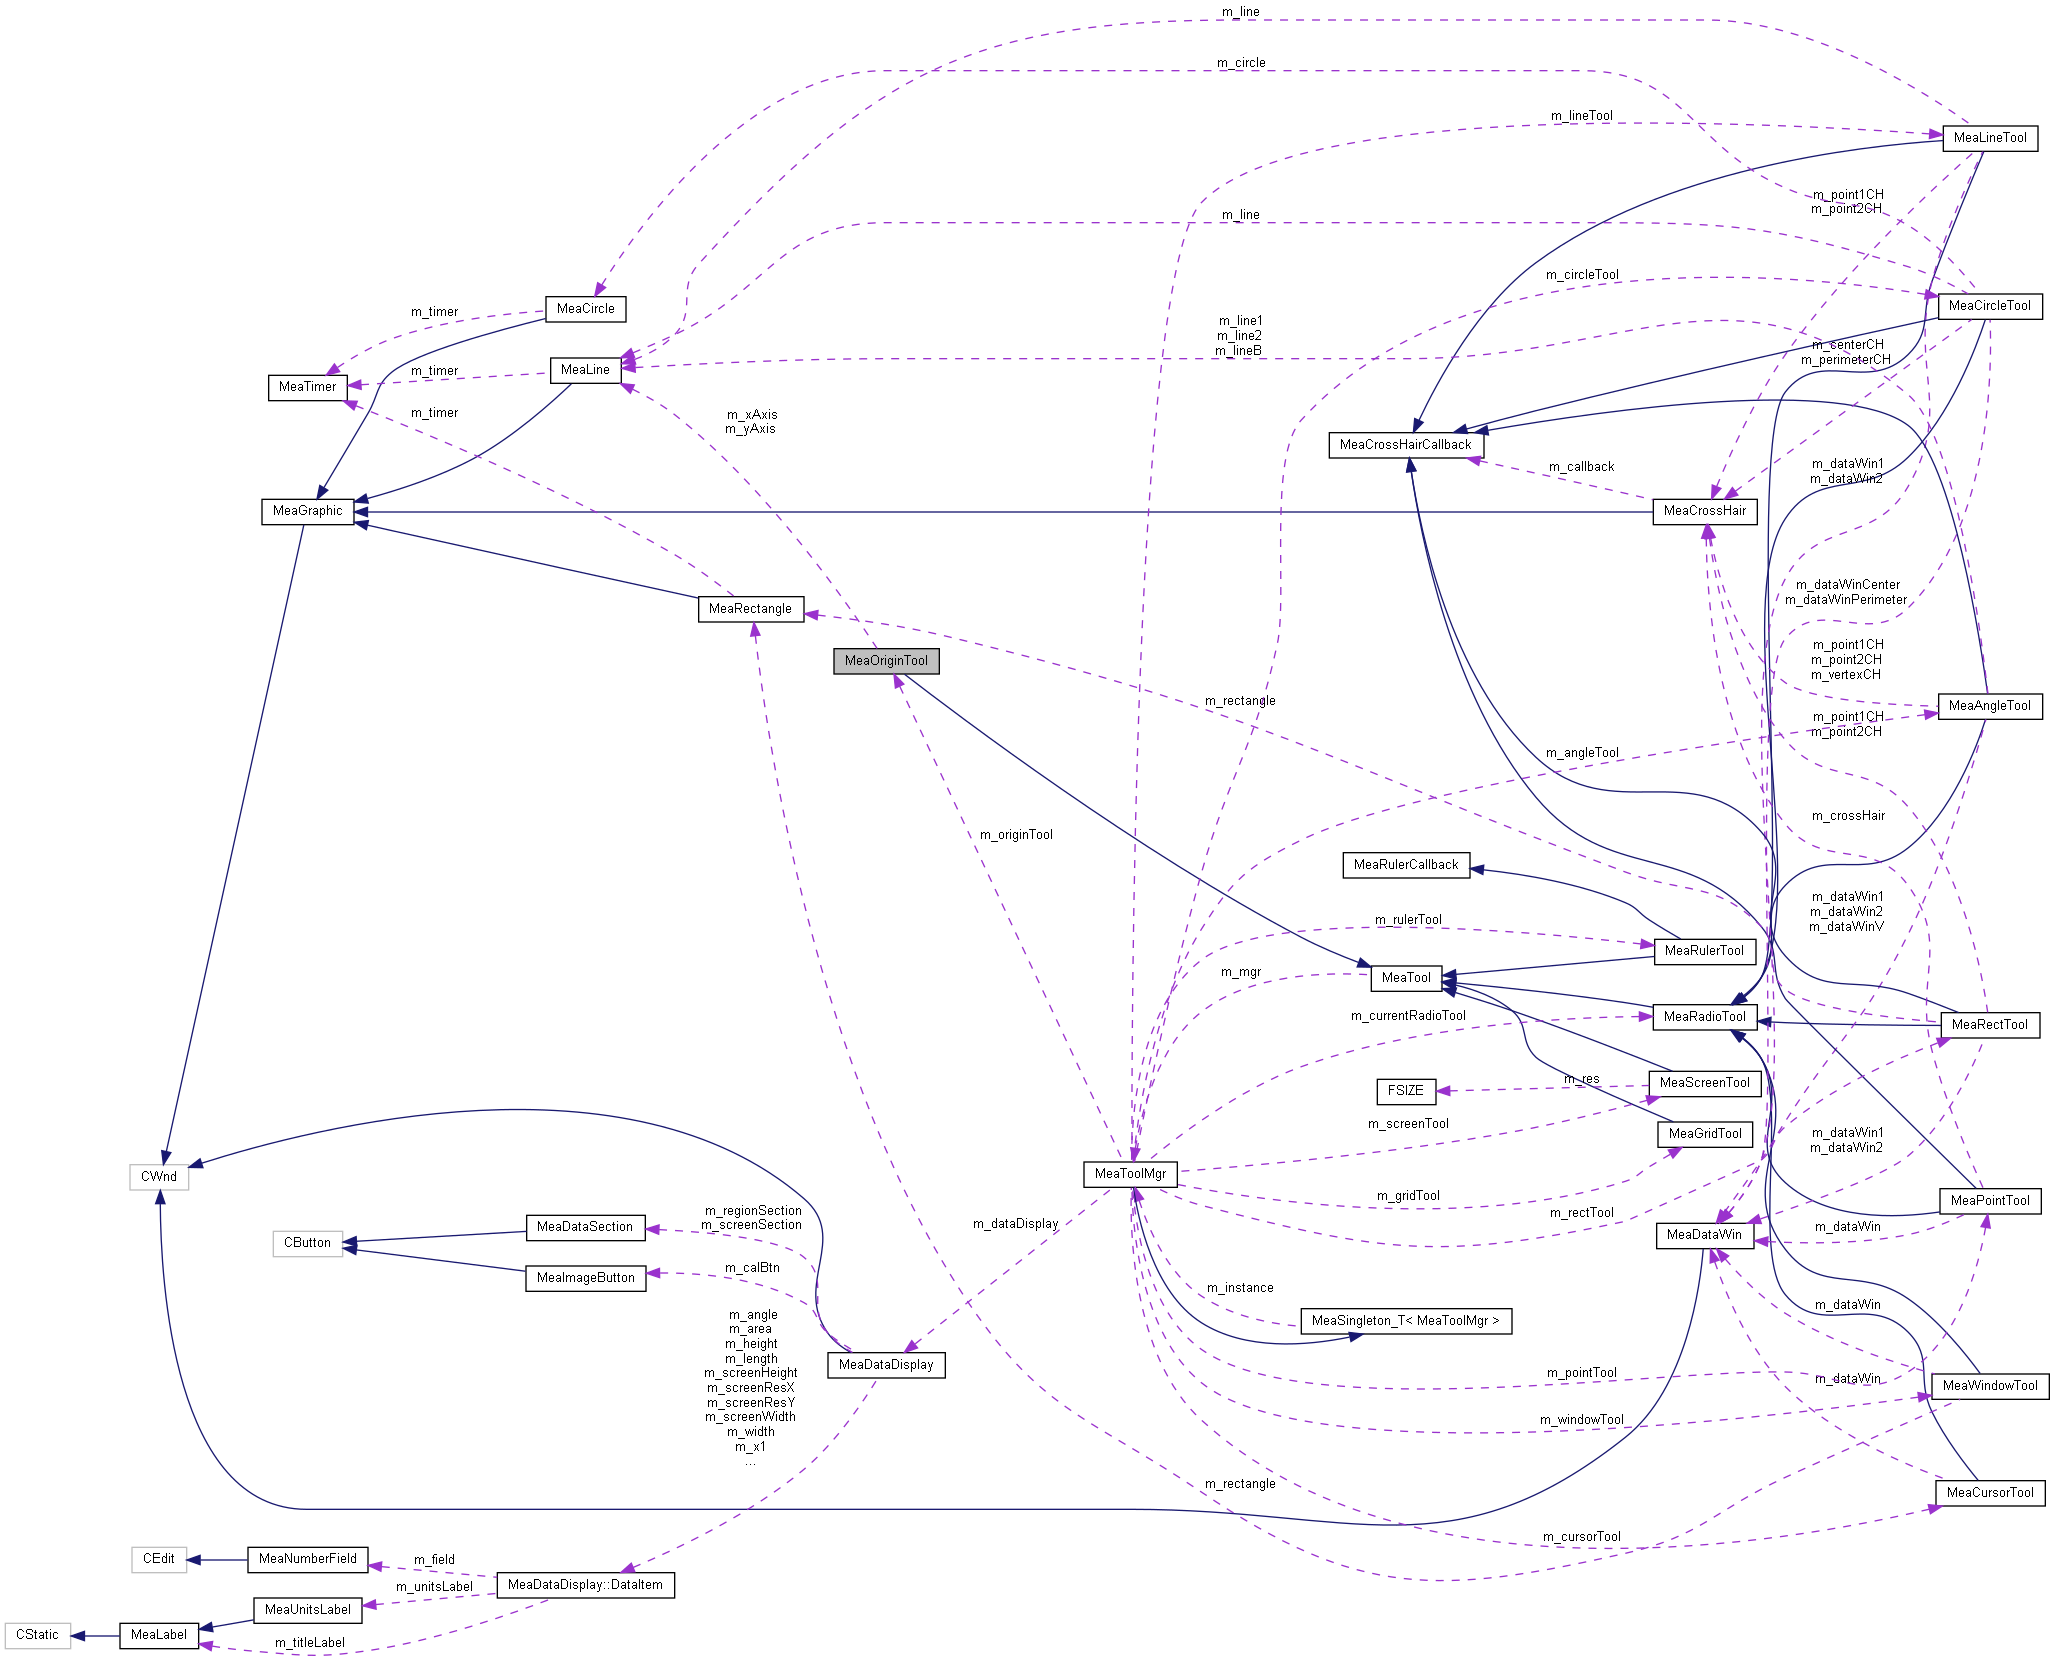 m_line
m_circle
m_lineTool
MeaLineTool
m_point1CH
m_point2CH
m_line
m_circleTool
MeaCircle
m_timer
MeaCircleTool
m_line1
m_line2
m_lineB
m_centerCH
m_perimeterCH
MeaLine
m_timer
MeaTimer
m_timer
m_xAxis
m_yAxis
MeaCrossHairCallback
m_callback
m_dataWin1
m_dataWin2
MeaGraphic
MeaCrossHair
m_dataWinCenter
m_dataWinPerimeter
MeaRectangle
MeaOriginTool
m_point1CH
m_point2CH
m_vertexCH
m_rectangle
MeaAngleTool
m_point1CH
m_point2CH
m_angleTool
m_originTool
m_crossHair
MeaRulerCallback
m_dataWin1
m_dataWin2
m_dataWinV
m_rulerTool
MeaRulerTool
m_mgr
MeaTool
m_currentRadioTool
MeaRadioTool
MeaRectTool
m_res
FSIZE
MeaScreenTool
m_screenTool
MeaGridTool
m_dataWin1
m_dataWin2
MeaToolMgr
CWnd
m_gridTool
MeaPointTool
m_regionSection
m_screenSection
m_dataDisplay
m_rectTool
MeaDataSection
CButton
m_dataWin
MeaDataWin
m_calBtn
MeaImageButton
m_instance
m_dataWin
MeaSingleton_T< MeaToolMgr >
m_angle
m_area
m_height
m_length
m_screenHeight
m_screenResX
m_screenResY
m_screenWidth
m_width
m_x1
...
MeaDataDisplay
m_pointTool
m_dataWin
MeaWindowTool
m_windowTool
m_rectangle
MeaCursorTool
m_cursorTool
CEdit
MeaNumberField
m_field
MeaDataDisplay::DataItem
m_unitsLabel
MeaUnitsLabel
CStatic
MeaLabel
m_titleLabel